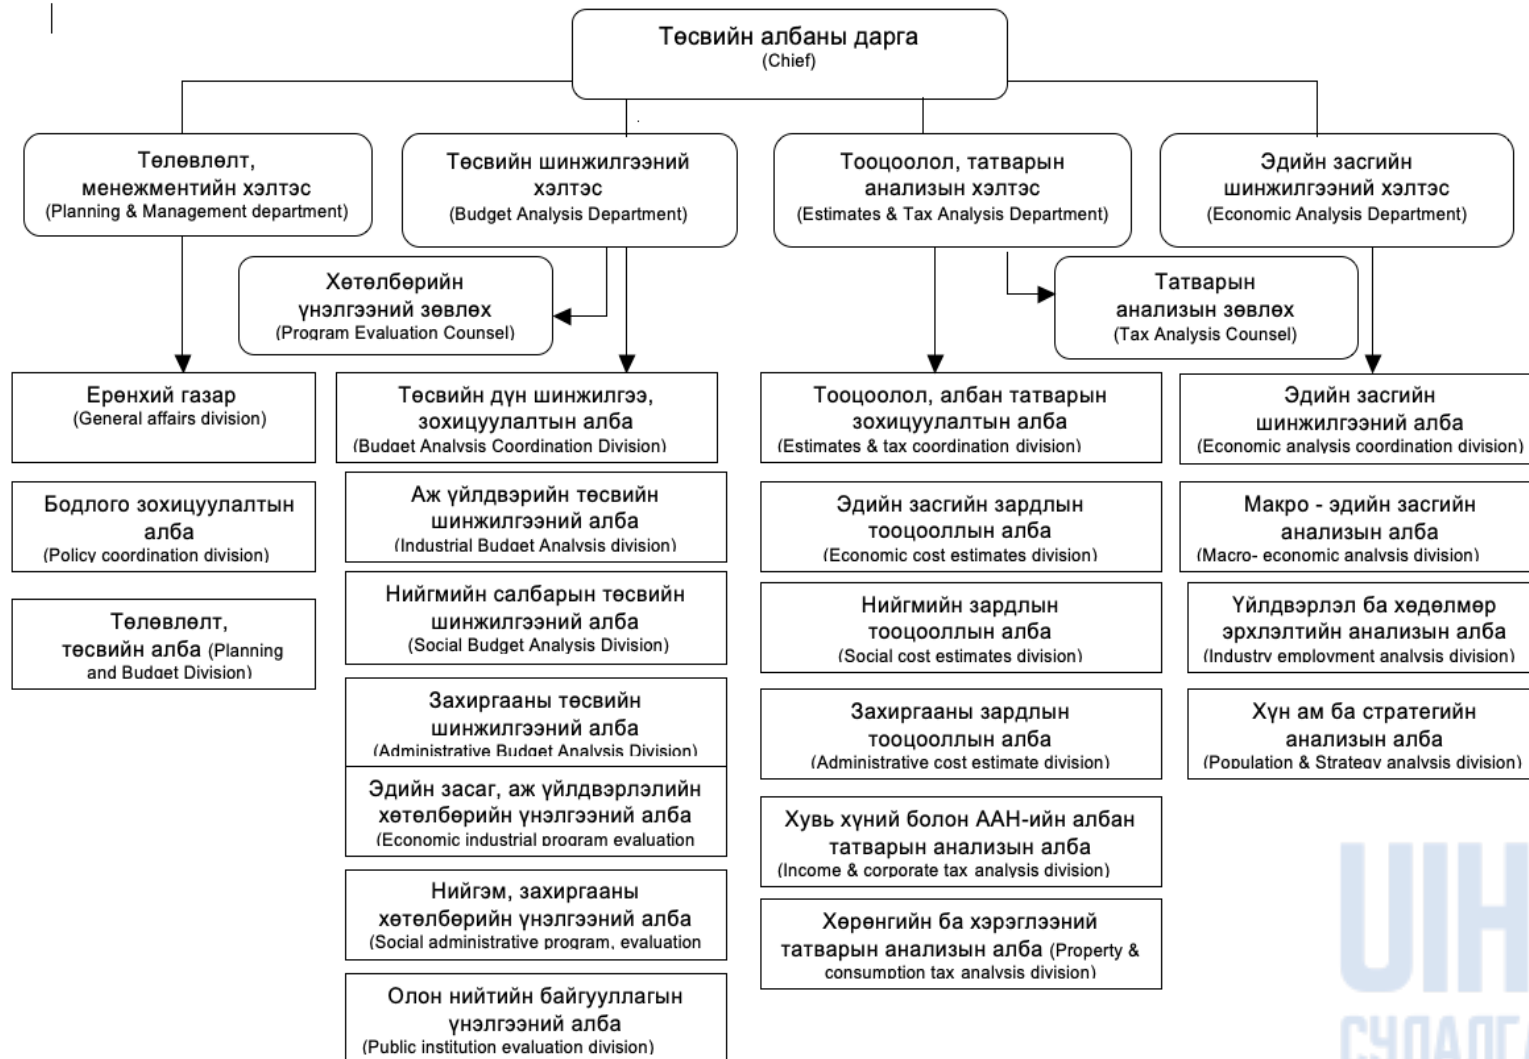 Төсвийн албаны дарга
(Chief)
Төлөвлөлт,
менежментийн хэлтэс
(Planning & Management department)
Төсвийн шинжилгээний
хэлтэс
(Budget Analysis Department)
Тооцоолол, татварын
анализын хэлтэс
(Estimates & Tax Analysis Department)
Эдийн засгийн
шинжилгээний хэлтэс
(Economic Analysis Department)
Хөтөлбөрийн
үнэлгээний зөвлөх
(Program Evaluation Counsel)
Татварын
анализын зөвлөх
(Tax Analysis Counsel)
Ерөнхий газар
(General affairs division)
Бодлого зохицуулалтын
алба
(Policy coordination division)
Төлөвлөлт,
төсвийн алба (Planning
and Budget Division)
Төсвийн дүн шинжилгээ,
зохицуулалтын алба
(Budget Analysis Coordination Division)
Аж үйлдвэрийн төсвийн
шинжилгээний алба
(Industrial Budget Analysis division)
Нийгмийн салбарын төсвийн
шинжилгээний алба
(Social Budget Analysis Division)
Захиргааны төсвийн
шинжилгээний алба
(Administrative Budget Analysis Division)
Эдийн засаг, аж үйлдвэрлэлийн
хөтөлбөрийн үнэлгээний алба
(Economic industrial program evaluation
Нийгэм, захиргааны
хөтөлбөрийн үнэлгээний алба
(Social administrative program, evaluation
Олон нийтийн байгууллагын
үнэлгээний алба
(Public institution evaluation division)
Тооцоолол, албан татварын
зохицуулалтын алба
(Estimates & tax coordination division)
Эдийн засгийн зардлын
тооцооллын алба
(Economic cost estimates division)
Нийгмийн зардлын
тооцооллын алба
(Social cost estimates division)
Захиргааны зардлын
тооцооллын алба
(Administrative cost estimate division)
Хувь хүний болон ААН-ийн албан
татварын анализын алба
(Income & corporate tax analysis division)
Хөрөнгийн ба хэрэглээний
татварын анализын алба (Property &
consumption tax analysis division)
Эдийн засгийн
шинжилгээний алба
(Economic analysis coordination division)
Макро - эдийн засгийн
анализын алба
(Macro- economic analysis division)
Үйлдвэрлэл ба хөдөлмөр
эрхлэлтийн анализын алба
(Industry employment analysis division)
Хүн ам ба стратегийн
анализын алба
(Population & Strategy analysis division)